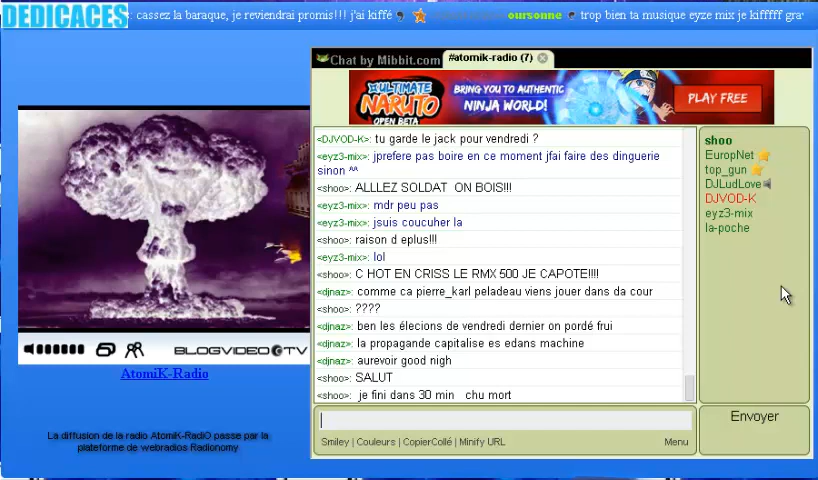 DEDICACES
: cassez la baraque, je reviendrai promis!!! j'ai kiffé
oursonne
trop bien ta musique eyze mix je kifffff grar
Chat by Mibbit.com
#atomik-radio (7)
ULTIMATE NARUTO OPEN BETA
BRING YOU TO AUTHENTIC
NINJA WORLD!
PLAY FREE
<DJVOD-K>: tu garde le jack pour vendredi ?
<eyz3-mix>: jprefere pas boire en ce moment jfai faire des dinguerie
sinon ^^
<shoo>: ALLLEZ SOLDAT ON BOIS!!!
<eyz3-mix>: mdr peu pas
<eyz3-mix>: jsuis coucuher la
<shoo>: raison d eplus!!!
<eyz3-mix>: lol
<shoo>: C HOT EN CRISS LE RMX 500 JE CAPOTE!!!!
<djnaz>: comme ca pierre_karl peladeau viens jouer dans da cour
<shoo>: ????
<djnaz>: ben les élecions de vendredi dernier on pordé frui
<djnaz>: la propagande capitalise es edans machine
<djnaz>: aurevoir good nigh
<shoo>: SALUT
<shoo>: je fini dans 30 min chu mort
shoo
EuropNet
top_gun
DJLudLove
DJVOD-K
eyz3-mix
la-poche
Envoyer
Smiley | Couleurs | CopierCollé | Minify URL
Menu
BLOGVIDEO TV
AtomiK-Radio
La diffusion de la radio AtomiK-RadiO passe par la
plateforme de webradios Radionomy